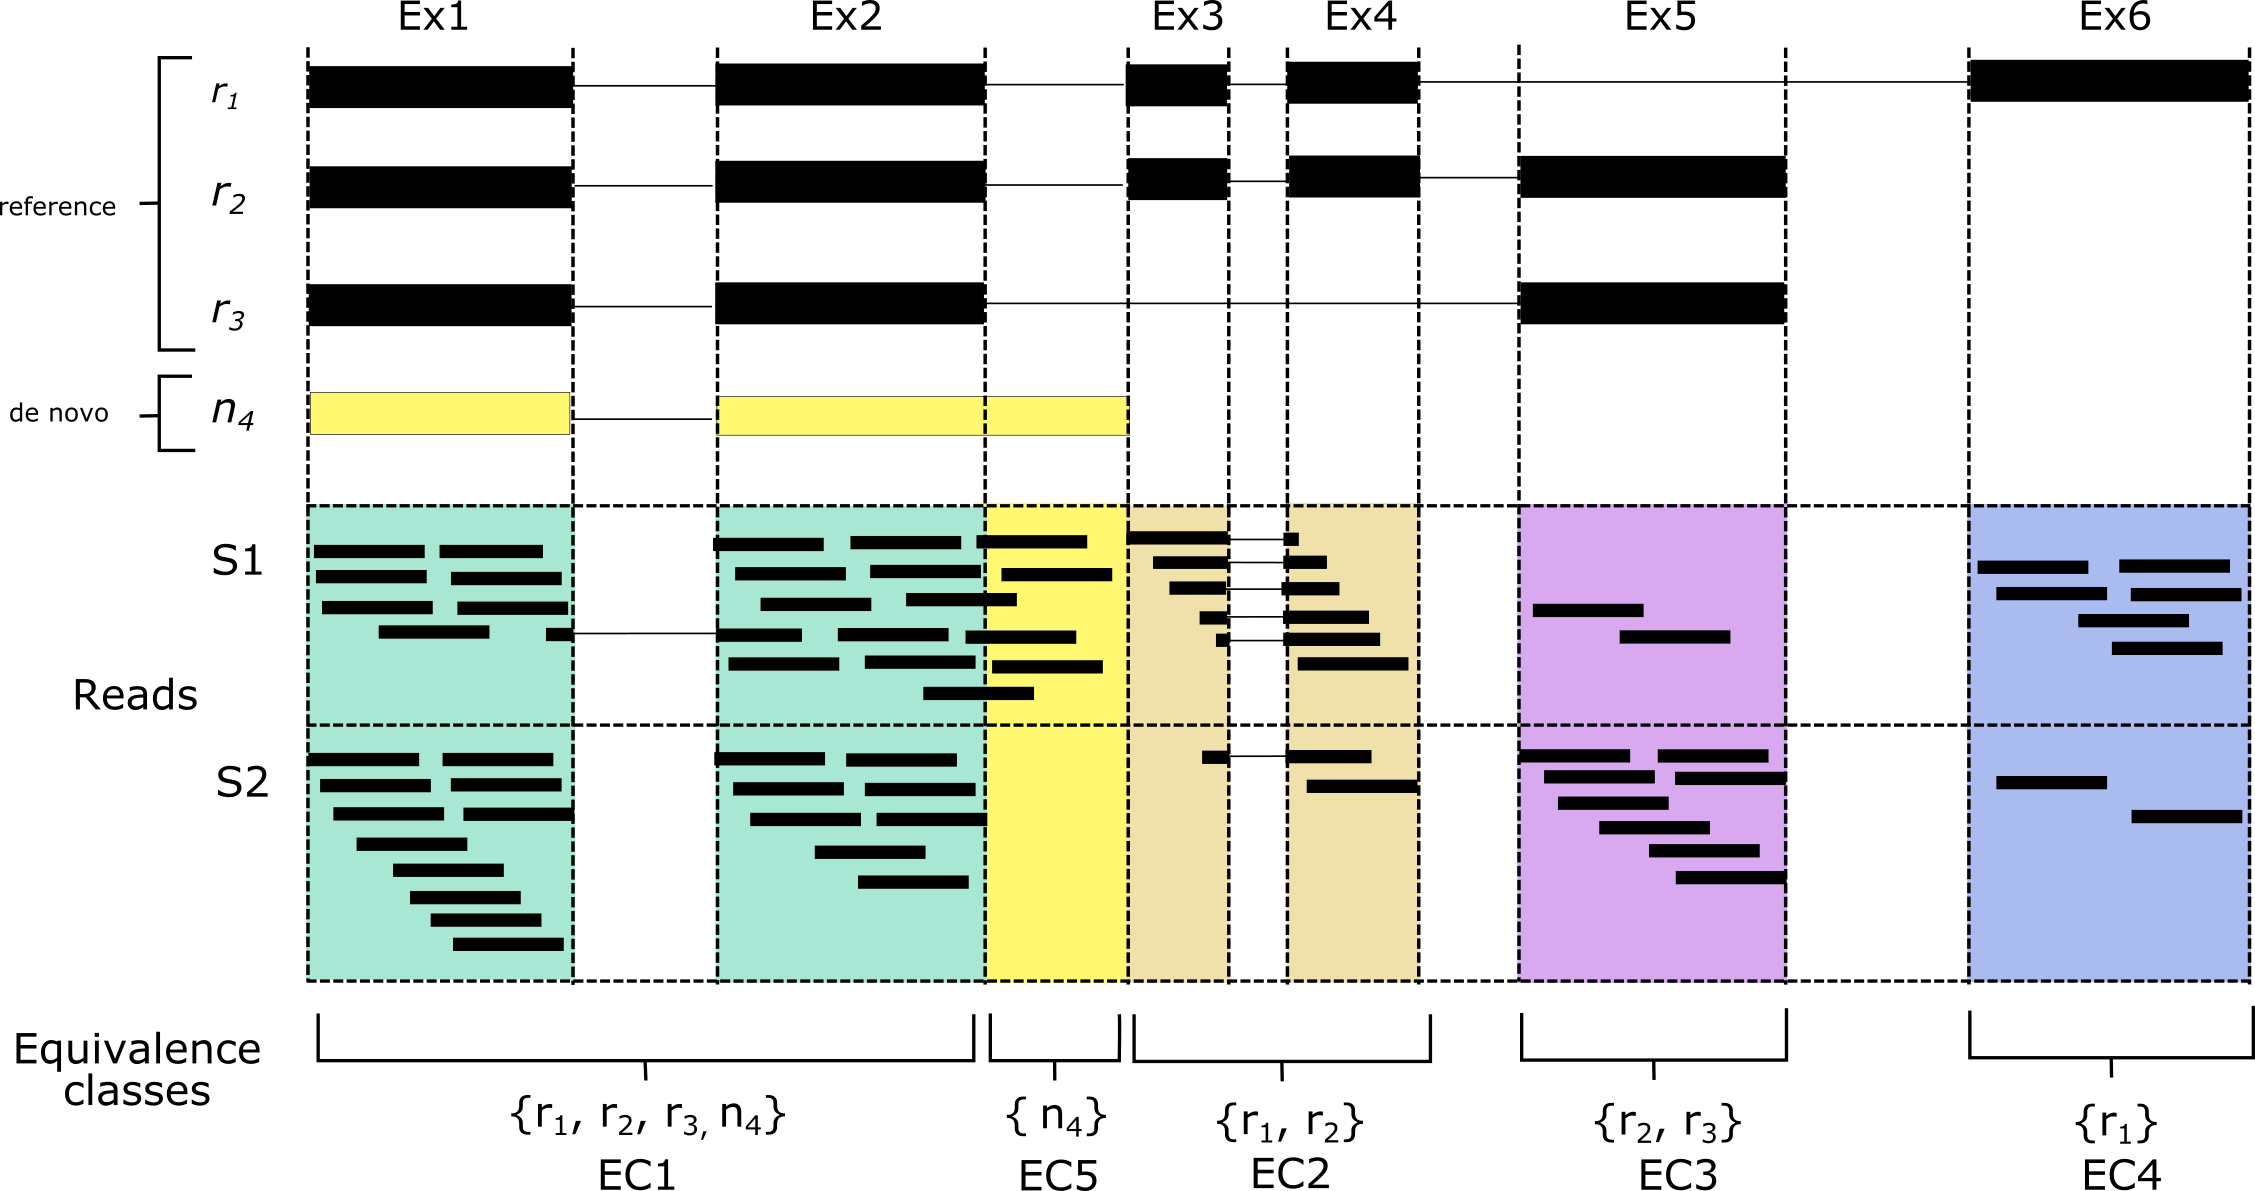 Ex1 Ex2 Ex3 Ex4 Ex5 Ex6
r1
reference r2
r3
de novo n4
S1
Reads
S2
Equivalence
classes
{r1, r2, r3, n4} { n4} {r1, r2} {r2, r3} {r1}
EC1 EC5 EC2 EC3 EC4